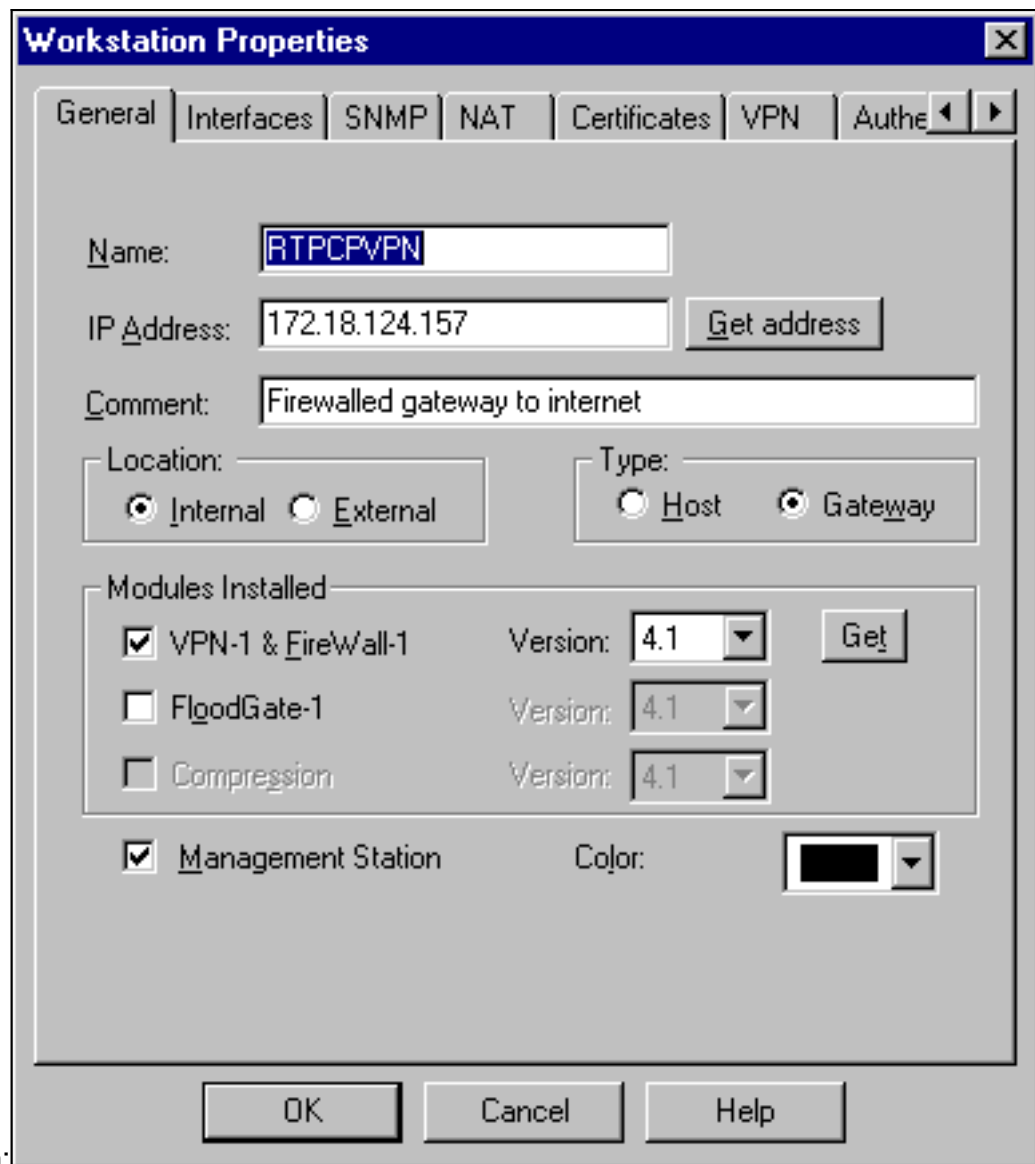 Workstation Properties
General Interfaces SNMP NAT Certificates VPN Authe
Name: RTPCPVPN
IP Address: 172.18.124.157 Get address
Comment: Firewalled gateway to internet
Location: Type:
Internal External Host Gateway
Modules Installed
VPN-1 & FireWall-1 Version: 4.1 Get
FloodGate-1 Version: 4.1
Compression Version: 4.1
Management Station Color:
OK Cancel Help